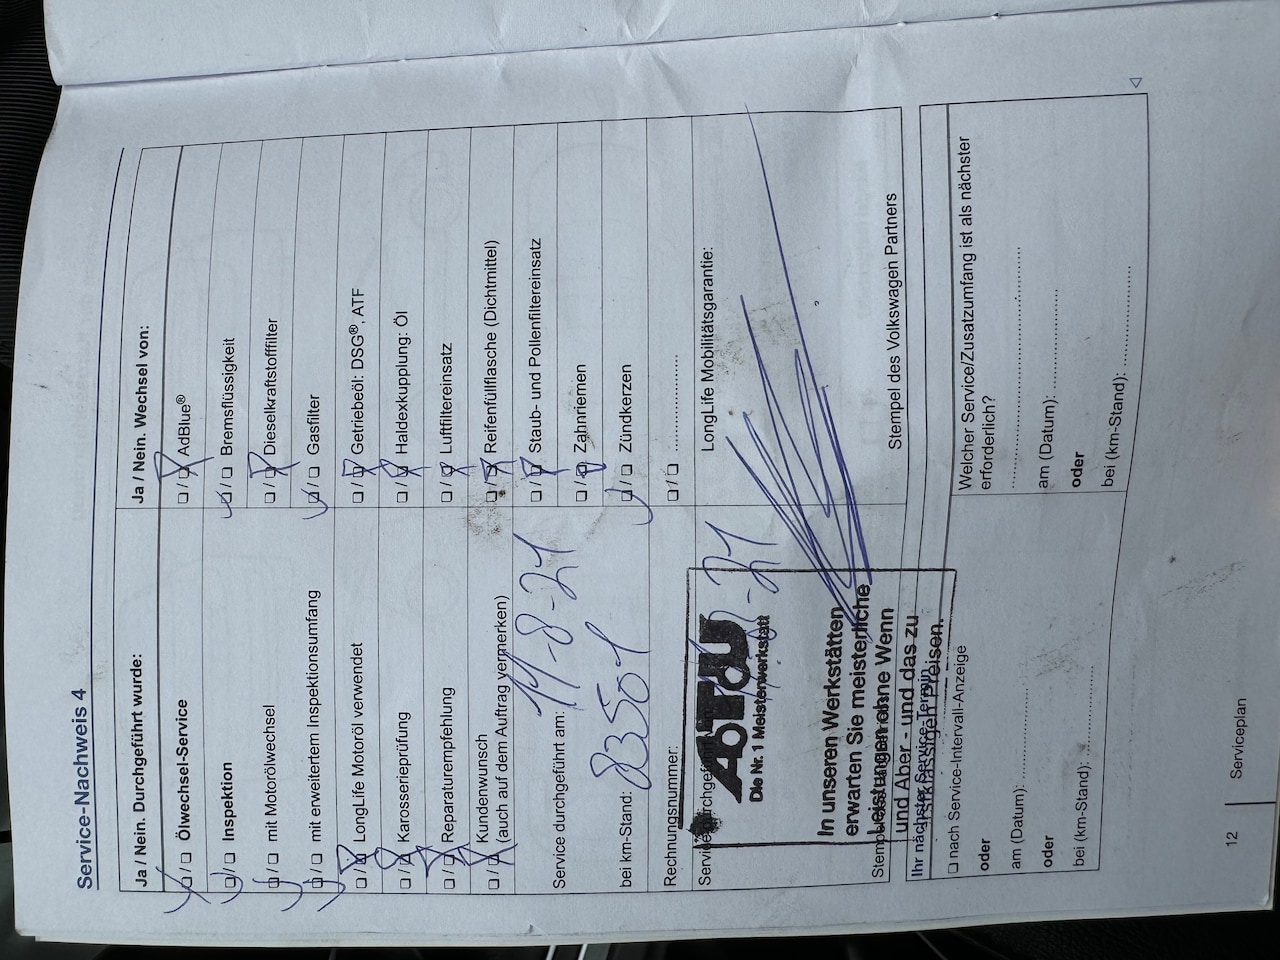 Service-Nachweis 4
Ja / Nein. Durchgeführt wurde:
Ölwechsel-Service
Inspektion
mit Motorölwechsel
mit erweitertem Inspektionsumfang
LongLife Motoröl verwendet
Karosserieprüfung
Reparaturempfehlung
Kundenwunsch
(auch auf dem Auftrag vermerken)
Service durchgeführt am: 11-8-21
bei km-Stand: 83501
Rechnungsnummer:
Ja / Nein. Wechsel von:
AdBlue®
Bremsflüssigkeit
Dieselkraftstofffilter
Gasfilter
Getriebeöl: DSG®, ATF
Haldexkupplung: Öl
Luftfiltereinsatz
Reifenfüllflasche (Dichtmittel)
Staub- und Pollenfiltereinsatz
Zahnriemen
Zündkerzen
....................
A.T.U
Die Nr. 1 Meisterwerkstatt
In unseren Werkstätten
erwarten Sie meisterliche
Leistungen ohne Wenn
und Aber - und das zu
erstklassigen Preisen.
LongLife Mobilitätsgarantie:
Stempel des Volkswagen Partners
Ihr nächster Service-Termin
nach Service-Intervall-Anzeige
oder
am (Datum): ....................
oder
bei (km-Stand): ....................
Welcher Service/Zusatzumfang ist als nächster
erforderlich?
am (Datum): ....................
oder
bei (km-Stand): ....................
12
Serviceplan